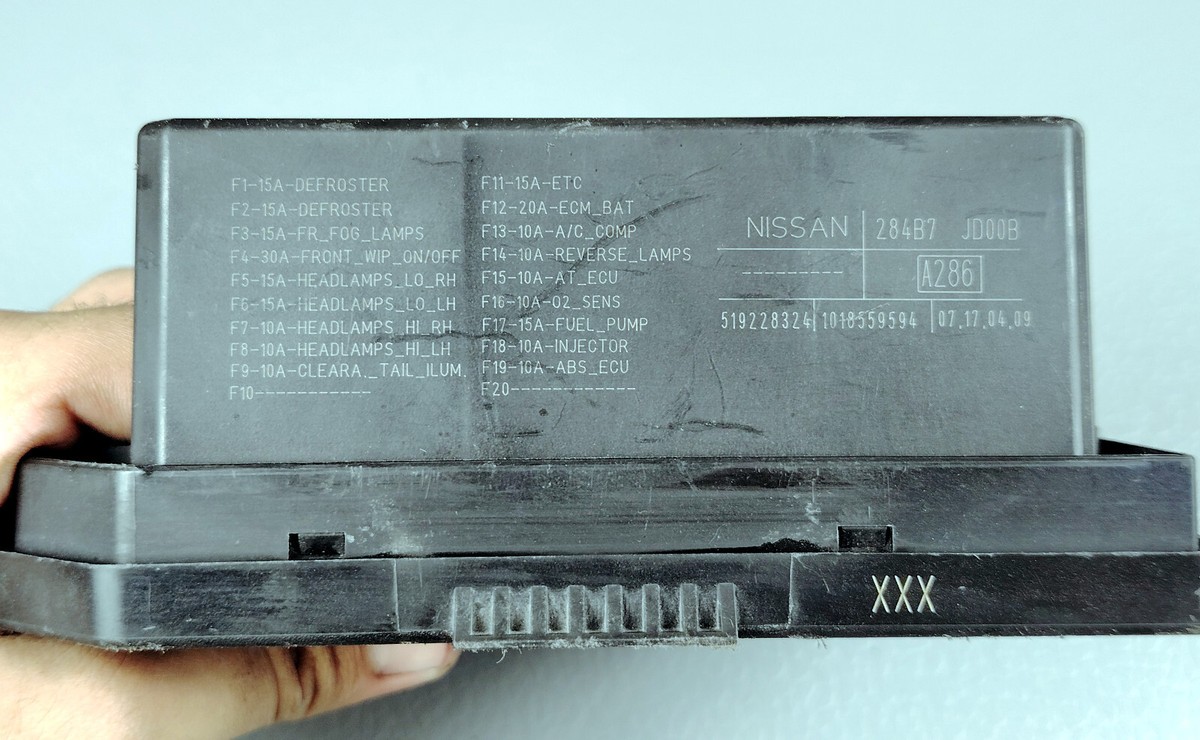 F1-15A-DEFROSTER
F2-15A-DEFROSTER
F3-15A-FR_FOG_LAMPS
F4-30A-FRONT_WIP_ON/OFF
F5-15A-HEADLAMPS_LO_RH
F6-15A-HEADLAMPS_LO_LH
F7-10A-HEADLAMPS_HI_RH
F8-10A-HEADLAMPS_HI_LH
F9-10A-CLEARA._TAIL_ILUM.
F10-----------
F11-15A-ETC
F12-20A-ECM_BAT
F13-10A-A/C_COMP
F14-10A-REVERSE_LAMPS
F15-10A-AT_ECU
F16-10A-O2_SENS
F17-15A-FUEL_PUMP
F18-10A-INJECTOR
F19-10A-ABS_ECU
F20------------
NISSAN 284B7 JD00B
---------- A286
519228324 1018559594 07.17.04.09
XXX